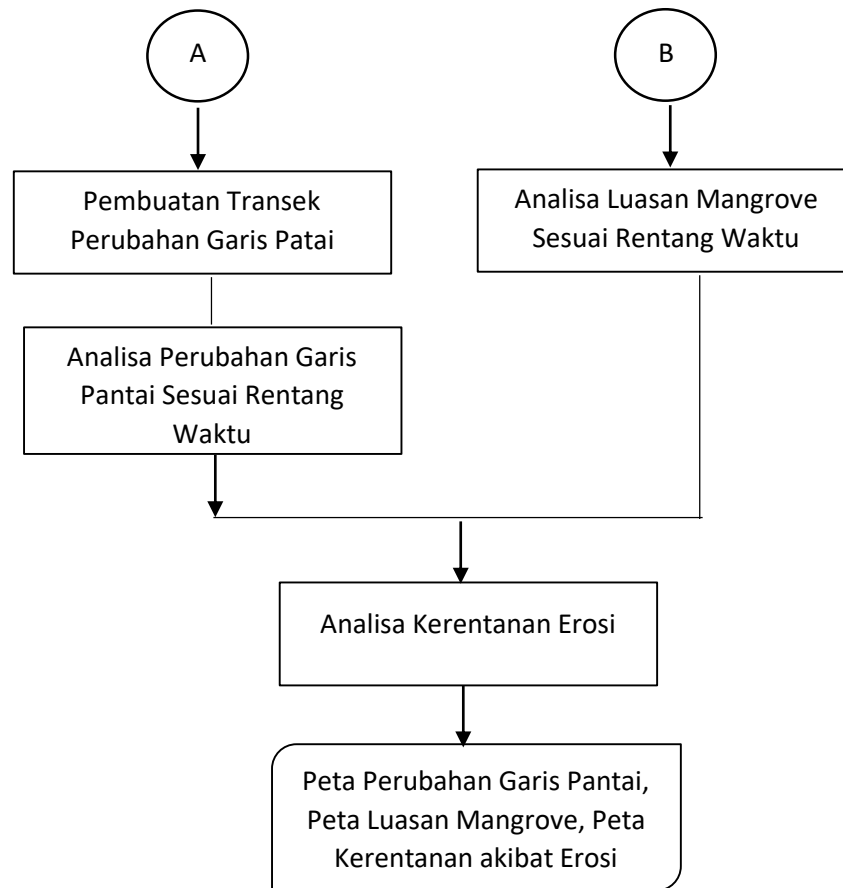 A
B
Pembuatan Transek
Perubahan Garis Patai
Analisa Luasan Mangrove
Sesuai Rentang Waktu
Analisa Perubahan Garis
Pantai Sesuai Rentang
Waktu
Analisa Kerentanan Erosi
Peta Perubahan Garis Pantai,
Peta Luasan Mangrove, Peta
Kerentanan akibat Erosi